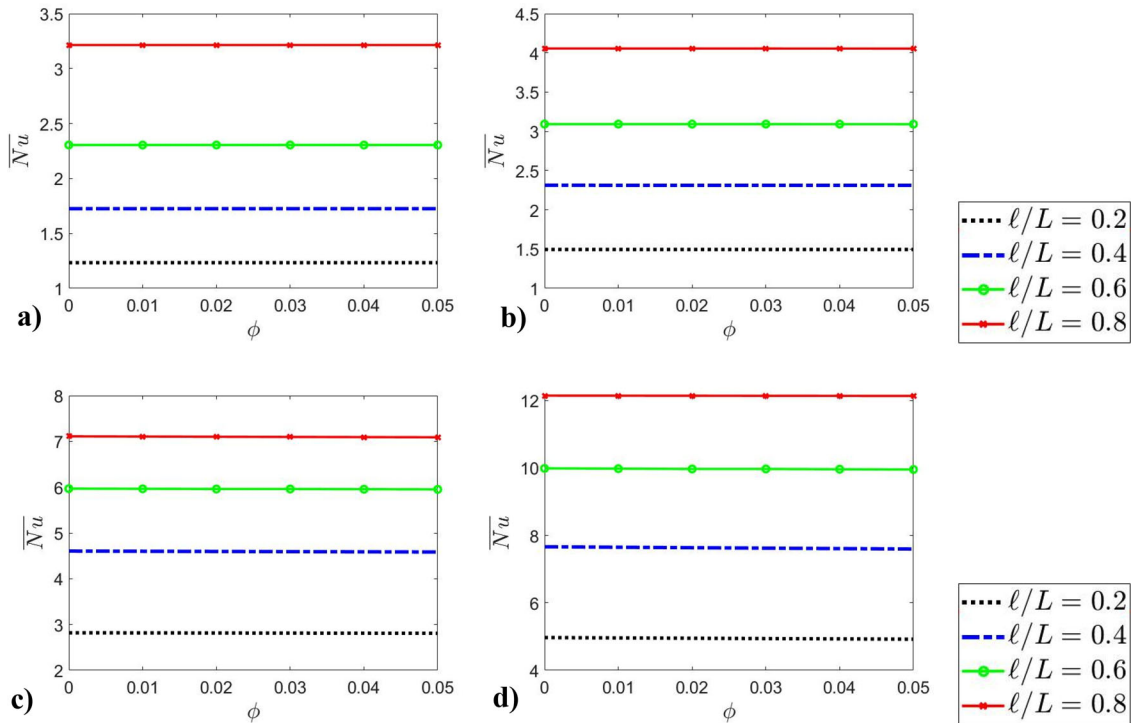 3.5
3
2.5
2
1.5
1
N̅u̅
0 0.01 0.02 0.03 0.04 0.05
ϕ
a)
4.5
4
3.5
3
2.5
2
1.5
1
N̅u̅
0 0.01 0.02 0.03 0.04 0.05
ϕ
b)
ℓ/L = 0.2
ℓ/L = 0.4
ℓ/L = 0.6
ℓ/L = 0.8
8
7
6
5
4
3
2
N̅u̅
0 0.01 0.02 0.03 0.04 0.05
ϕ
c)
12
10
8
6
4
N̅u̅
0 0.01 0.02 0.03 0.04 0.05
ϕ
d)
ℓ/L = 0.2
ℓ/L = 0.4
ℓ/L = 0.6
ℓ/L = 0.8